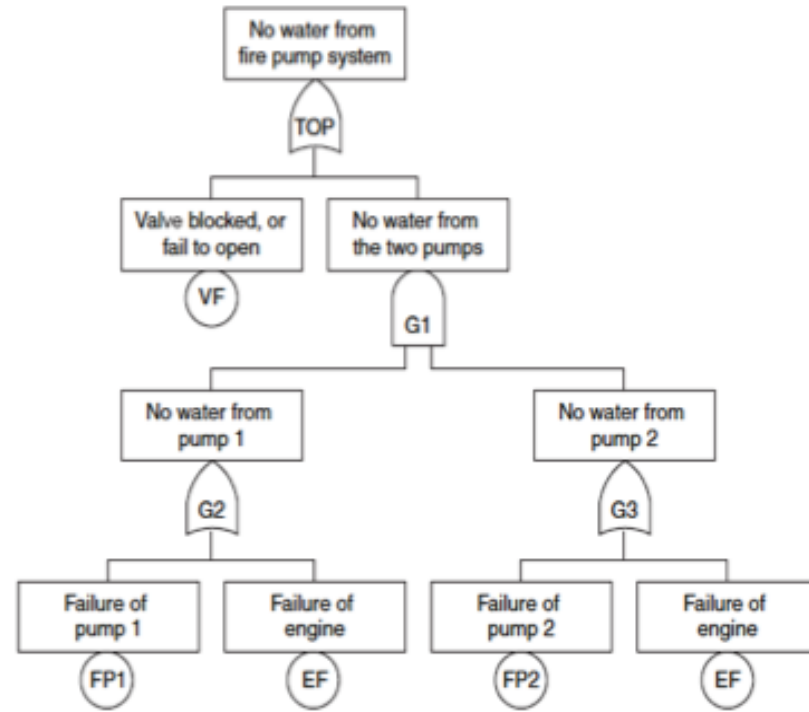 No water from
fire pump system
TOP
Valve blocked, or
fail to open
No water from
the two pumps
VF
G1
No water from
pump 1
No water from
pump 2
G2
G3
Failure of
pump 1
Failure of
engine
Failure of
pump 2
Failure of
engine
FP1
EF
FP2
EF